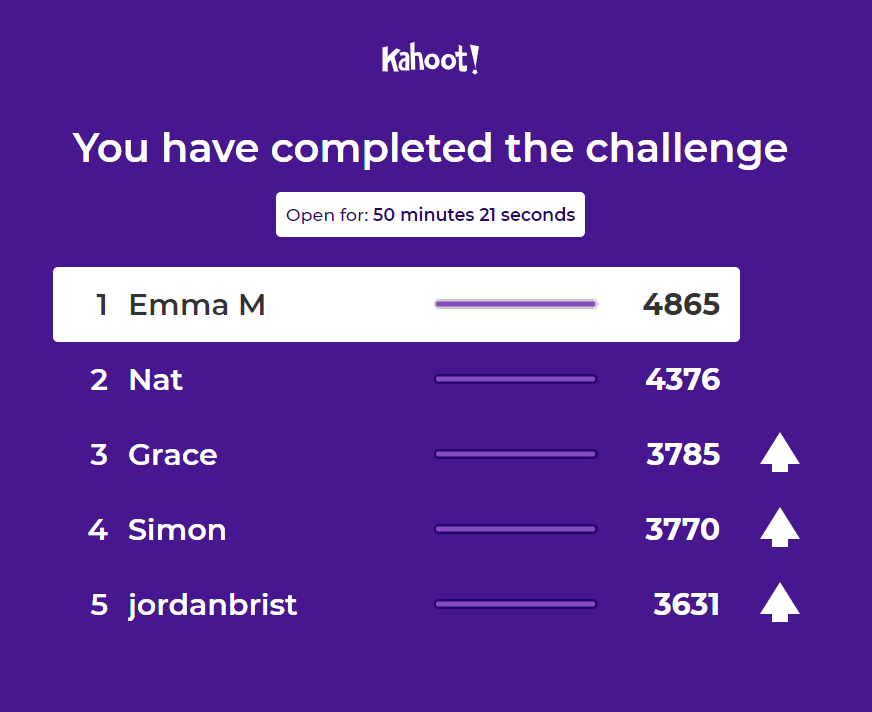 Kahoot!
You have completed the challenge
Open for: 50 minutes 21 seconds
1 Emma M 4865
2 Nat 4376
3 Grace 3785
4 Simon 3770
5 jordanbrist 3631